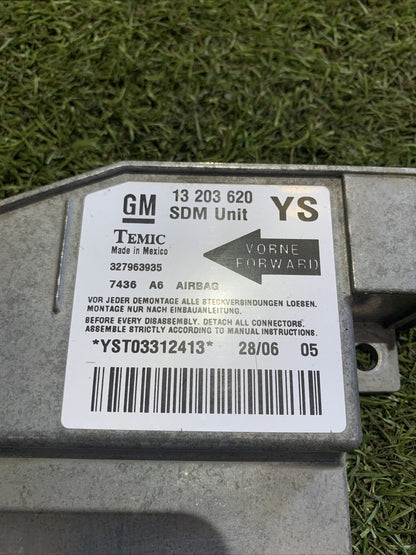 GM 13 203 620 YS
SDM Unit
TEMIC
Made in Mexico
VORNE
FORWARD
327963935
7436 A6 AIRBAG
VOR JEDER DEMONTAGE ALLE STECKVERBINDUNGEN LOESEN.
MONTAGE NUR NACH EINBAUANLEITUNG.
BEFORE EVERY DISASSEMBLY. DETACH ALL CONNECTORS.
ASSEMBLE STRICTLY ACCORDING TO MANUAL INSTRUCTIONS.
*YST03312413* 28/06 05